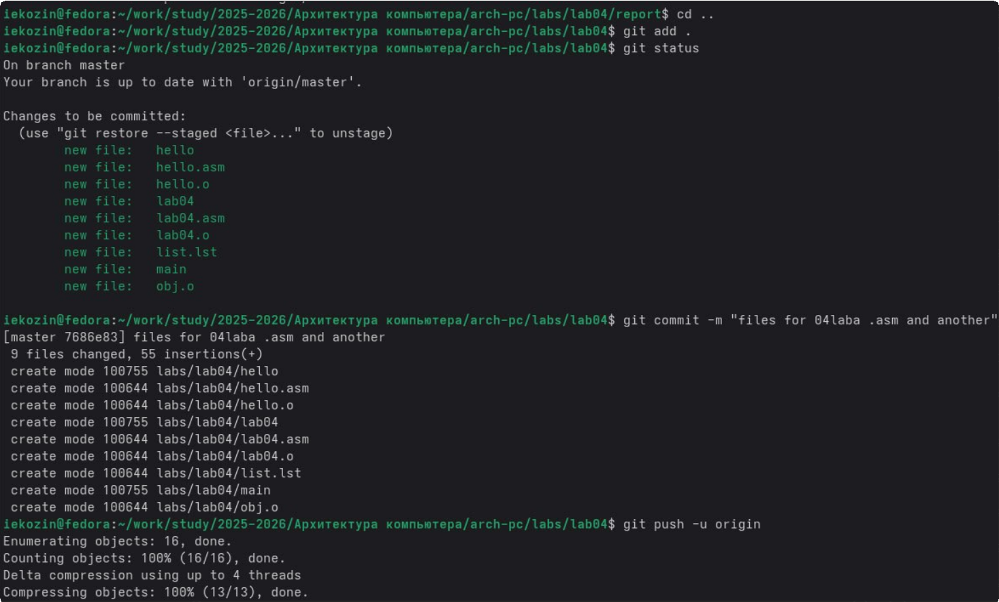 iekozin@fedora:~/work/study/2025-2026/Архитектура компьютера/arch-pc/labs/lab04/report$ cd ..
iekozin@fedora:~/work/study/2025-2026/Архитектура компьютера/arch-pc/labs/lab04$ git add .
iekozin@fedora:~/work/study/2025-2026/Архитектура компьютера/arch-pc/labs/lab04$ git status
On branch master
Your branch is up to date with 'origin/master'.
Changes to be committed:
  (use "git restore --staged <file>..." to unstage)
        new file:   hello
        new file:   hello.asm
        new file:   hello.o
        new file:   lab04
        new file:   lab04.asm
        new file:   lab04.o
        new file:   list.lst
        new file:   main
        new file:   obj.o
iekozin@fedora:~/work/study/2025-2026/Архитектура компьютера/arch-pc/labs/lab04$ git commit -m "files for 04laba .asm and another"
[master 7686e83] files for 04laba .asm and another
 9 files changed, 55 insertions(+)
 create mode 100755 labs/lab04/hello
 create mode 100644 labs/lab04/hello.asm
 create mode 100644 labs/lab04/hello.o
 create mode 100755 labs/lab04/lab04
 create mode 100644 labs/lab04/lab04.asm
 create mode 100644 labs/lab04/lab04.o
 create mode 100644 labs/lab04/list.lst
 create mode 100755 labs/lab04/main
 create mode 100644 labs/lab04/obj.o
iekozin@fedora:~/work/study/2025-2026/Архитектура компьютера/arch-pc/labs/lab04$ git push -u origin
Enumerating objects: 16, done.
Counting objects: 100% (16/16), done.
Delta compression using up to 4 threads
Compressing objects: 100% (13/13), done.